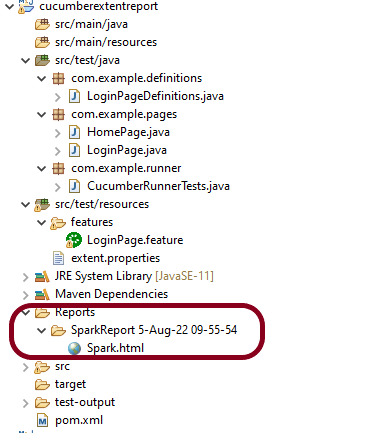 cucumberextentreport
src/main/java
src/main/resources
src/test/java
com.example.definitions
LoginPageDefinitions.java
com.example.pages
HomePage.java
LoginPage.java
com.example.runner
CucumberRunnerTests.java
src/test/resources
features
LoginPage.feature
extent.properties
JRE System Library [JavaSE-11]
Maven Dependencies
Reports
SparkReport 5-Aug-22 09-55-54
Spark.html
src
target
test-output
pom.xml